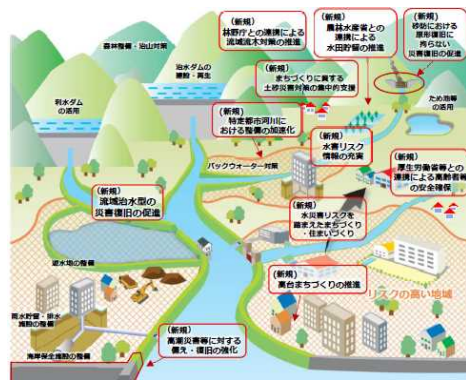 （新規）
林野庁との連携による
流域流木対策の推進
（新規）
農林水産省との
連携による
水田貯留の推進
（新規）
砂防における
原形復旧に
拘らない
災害復旧の促進
森林整備・治山対策
治水ダムの
建設・再生
（新規）
まちづくりに資する
土砂災害対策の集中的支援
利水ダム
の活用
ため池等
の活用
（新規）
特定都市河川に
おける整備の加速化
（新規）
水害リスク
情報の充実
バックウォーター対策
（新規）
厚生労働省等との
連携による高齢者等
の安全確保
（新規）
流域治水型の
災害復旧の促進
（新規）
水災害リスクを
踏まえたまちづくり
・住まいづくり
遊水地の整備
（新規）
高台まちづくりの推進
リスクの高い地域
雨水貯留・排水
施設の整備
（新規）
高潮災害等に対する
備え・復旧の強化
海岸保全施設の整備